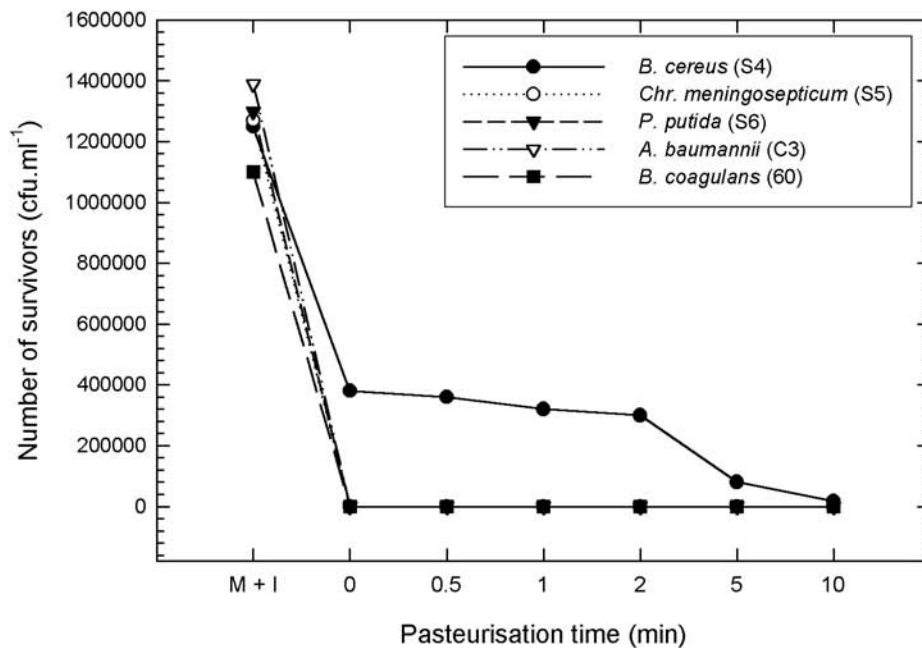 Number of survivors (cfu.ml-1)
1600000
1400000
1200000
1000000
800000
600000
400000
200000
0
B. cereus (S4)
Chr. meningosepticum (S5)
P. putida (S6)
A. baumannii (C3)
B. coagulans (60)
M + I 0 0.5 1 2 5 10
Pasteurisation time (min)